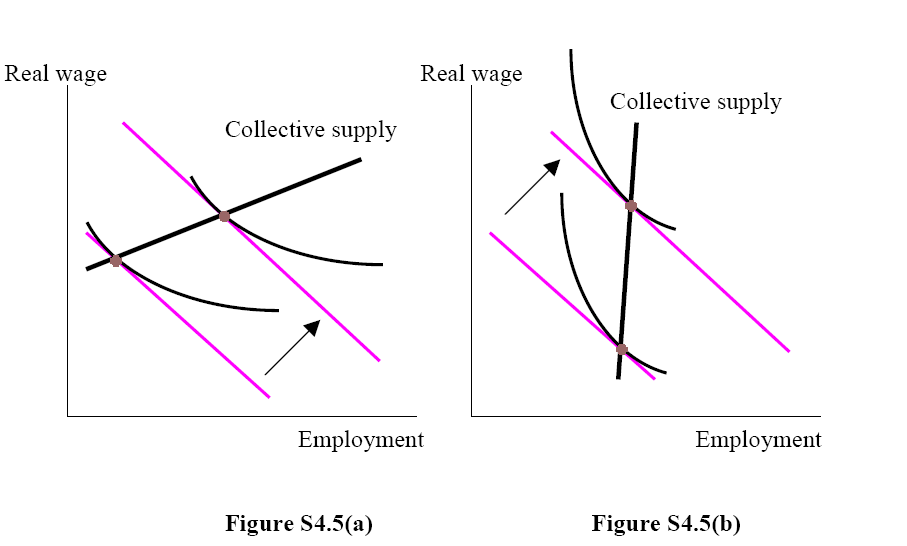 Real wage
Collective supply
Employment
Figure S4.5(a)
Real wage
Collective supply
Employment
Figure S4.5(b)